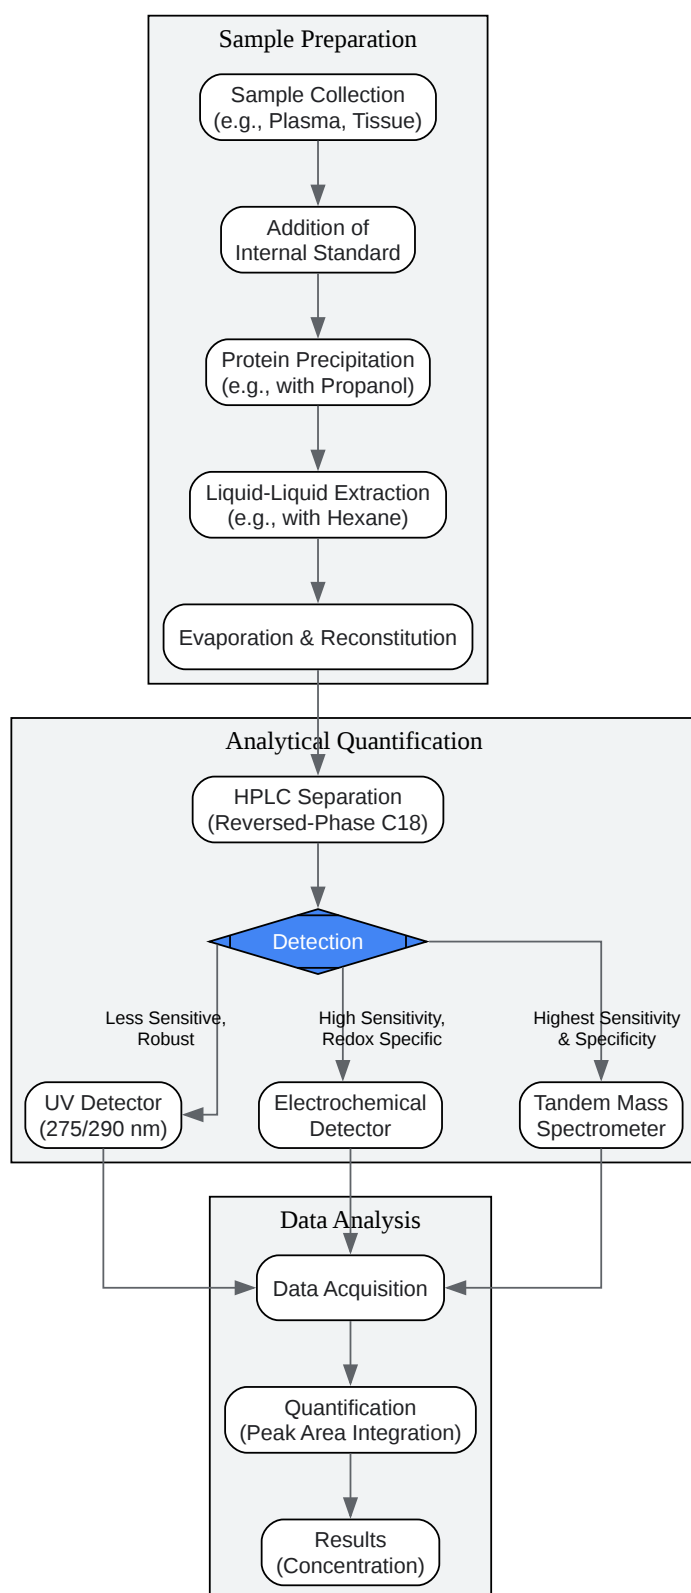 Sample Preparation
Sample Collection
(e.g., Plasma, Tissue)
Addition of
Internal Standard
Protein Precipitation
(e.g., with Propanol)
Liquid-Liquid Extraction
(e.g., with Hexane)
Evaporation & Reconstitution
Analytical Quantification
HPLC Separation
(Reversed-Phase C18)
Detection
Less Sensitive,
Robust
High Sensitivity,
Redox Specific
Highest Sensitivity
& Specificity
UV Detector
(275/290 nm)
Electrochemical
Detector
Tandem Mass
Spectrometer
Data Analysis
Data Acquisition
Quantification
(Peak Area Integration)
Results
(Concentration)